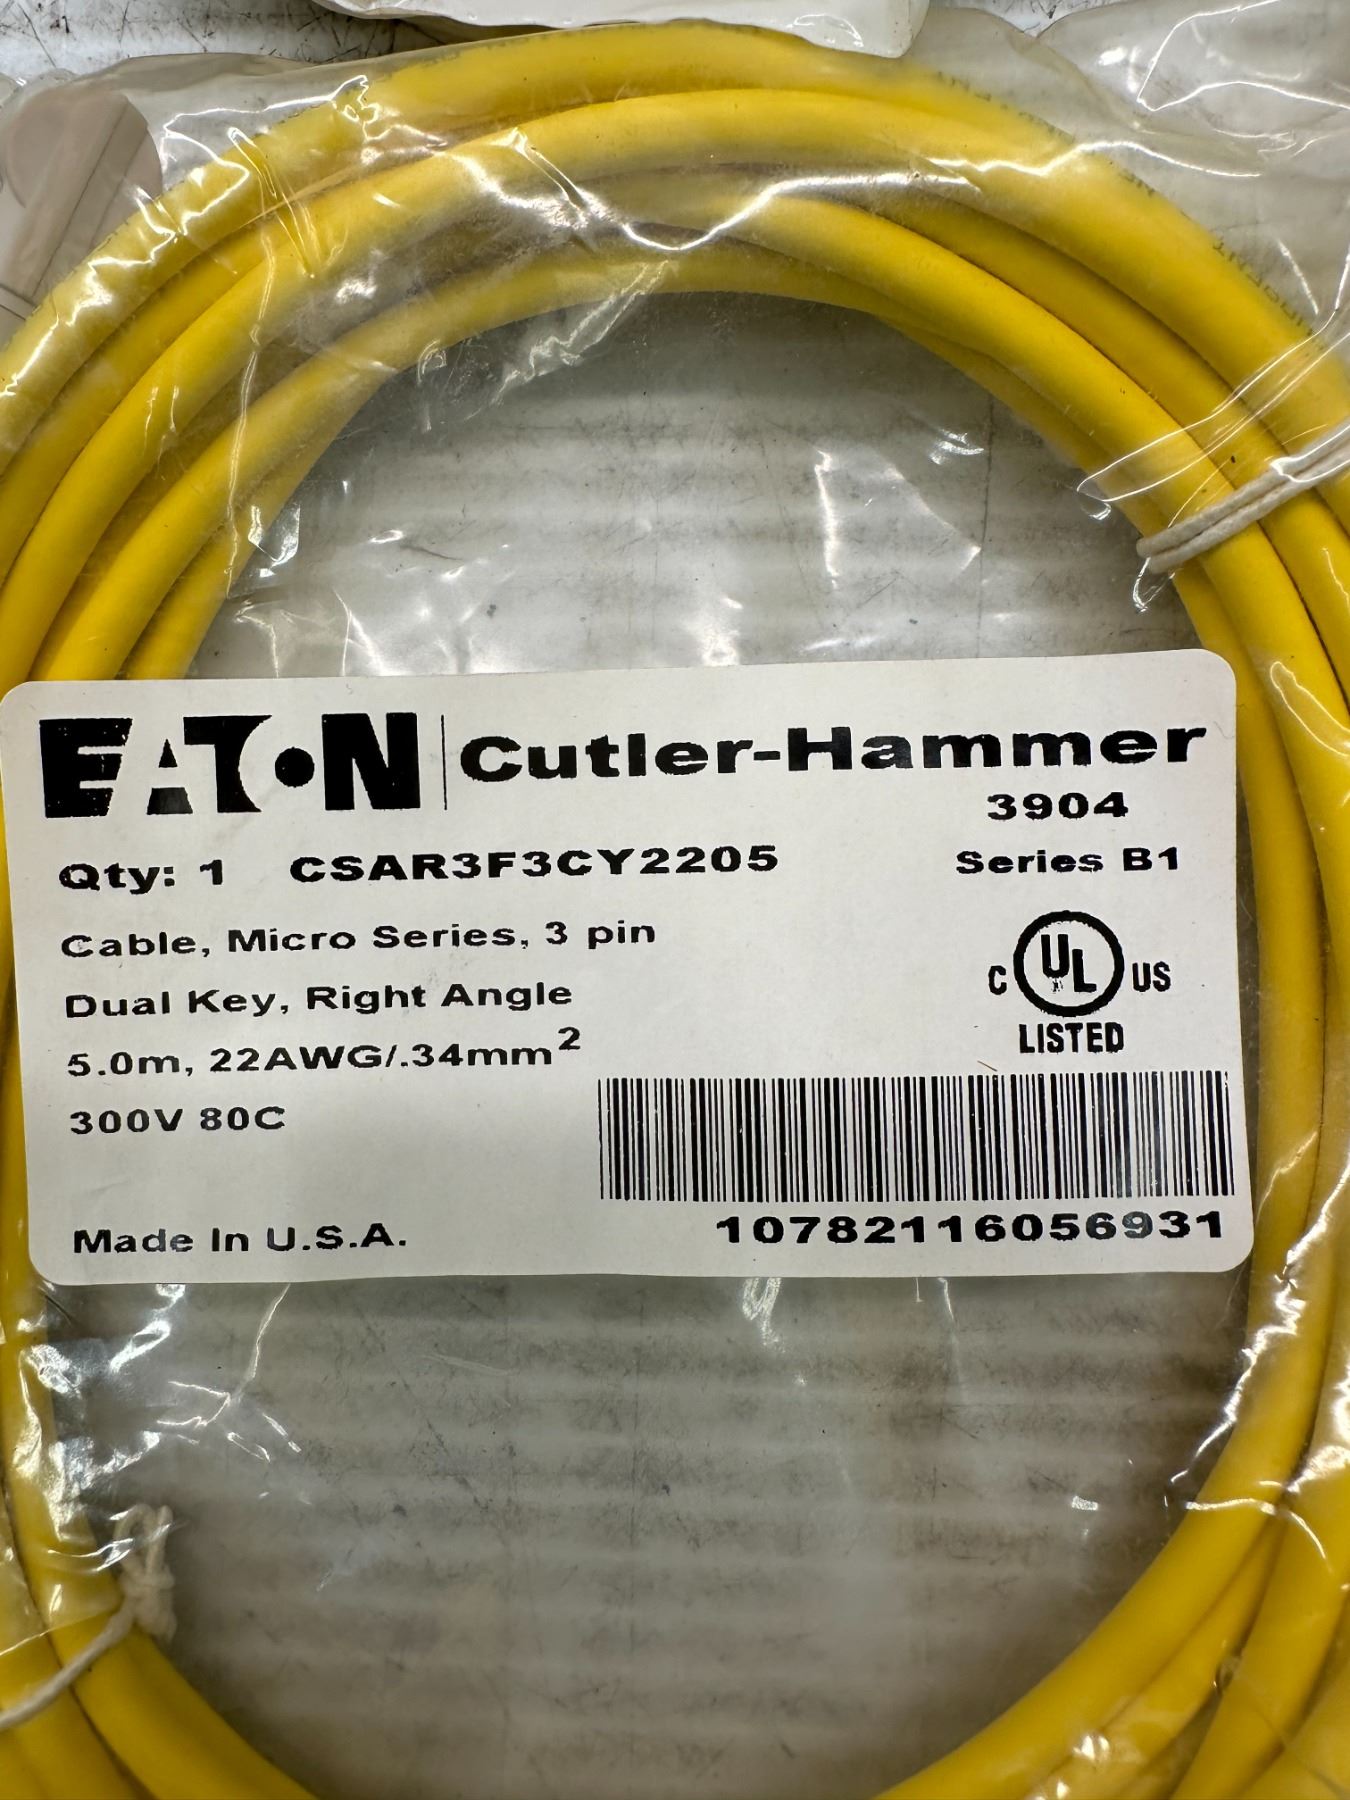 EATON Cutler-Hammer
3904
Qty: 1 CSAR3F3CY2205 Series B1
Cable, Micro Series, 3 pin
Dual Key, Right Angle
5.0m, 22AWG/.34mm²
300V 80C
C UL US
LISTED
Made In U.S.A.
10782116056931